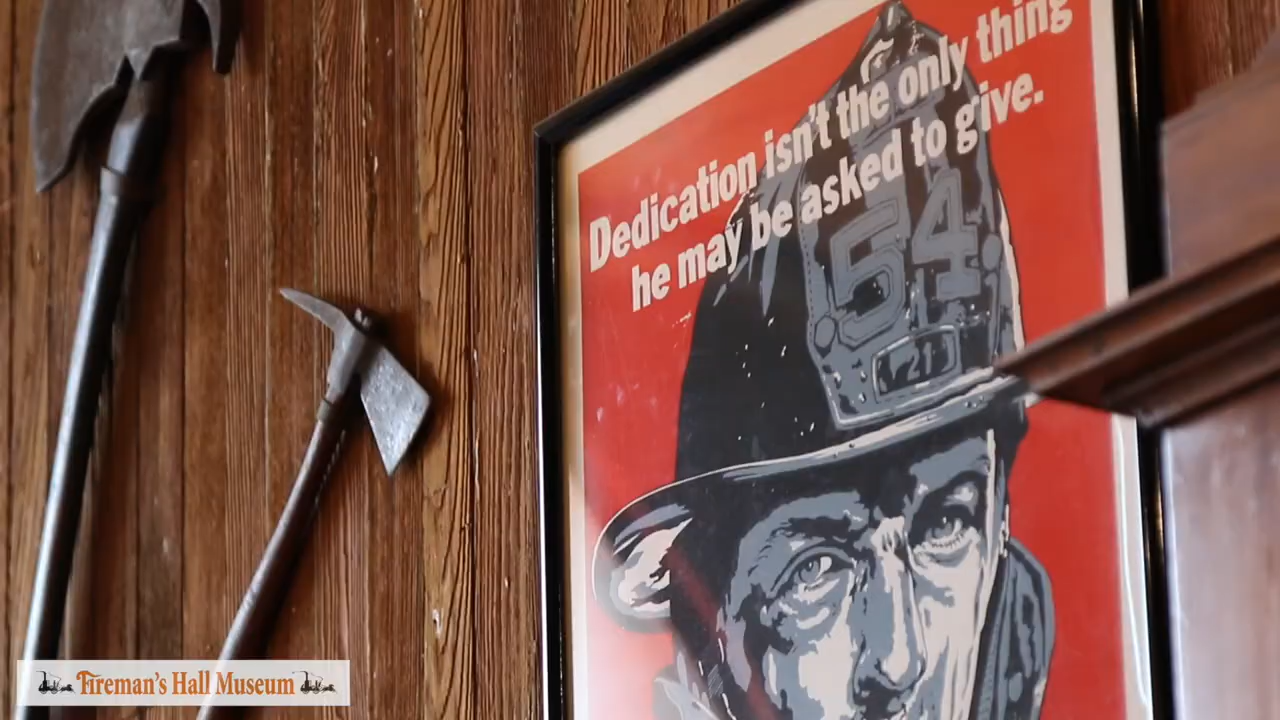 Dedication isn't the only thing
he may be asked to give.
54
21
Fireman's Hall Museum